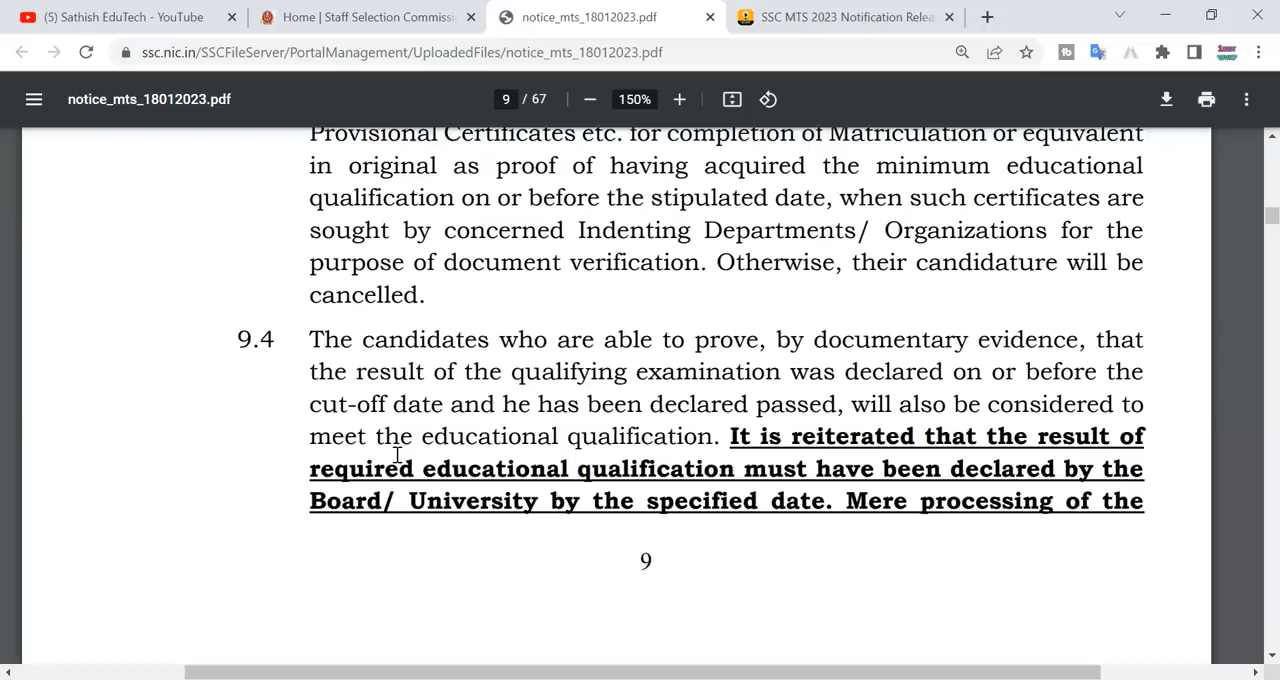 (5) Sathish EduTech - YouTube
Home | Staff Selection Commissi
notice_mts_18012023.pdf
SSC MTS 2023 Notification Relea
ssc.nic.in/SSCFileServer/PortalManagement/UploadedFiles/notice_mts_18012023.pdf
notice_mts_18012023.pdf
9 / 67
150%
Provisional Certificates etc. for completion of Matriculation or equivalent
in original as proof of having acquired the minimum educational
qualification on or before the stipulated date, when such certificates are
sought by concerned Indenting Departments/ Organizations for the
purpose of document verification. Otherwise, their candidature will be
cancelled.
9.4 The candidates who are able to prove, by documentary evidence, that
the result of the qualifying examination was declared on or before the
cut-off date and he has been declared passed, will also be considered to
meet the educational qualification. It is reiterated that the result of
required educational qualification must have been declared by the
Board/ University by the specified date. Mere processing of the
9